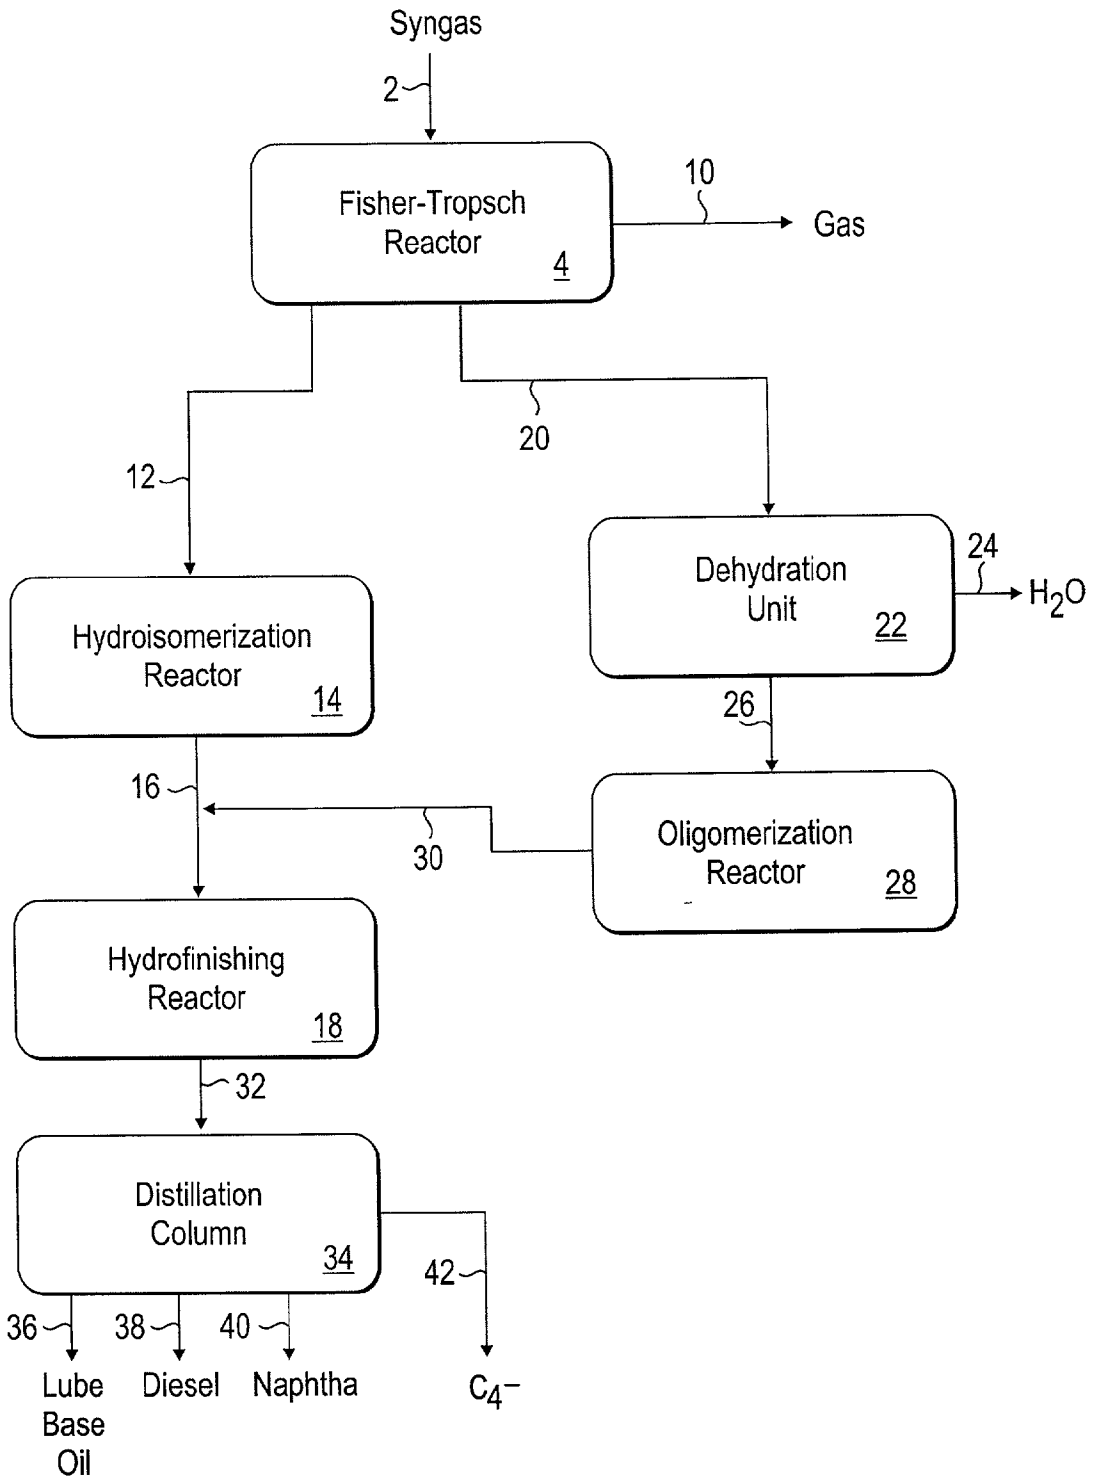 Syngas
2
Fisher-Tropsch
Reactor
4
10
Gas
12
20
Hydroisomerization
Reactor
14
Dehydration
Unit
22
24
H₂O
26
16
30
Oligomerization
Reactor
28
Hydrofinishing
Reactor
18
32
Distillation
Column
34
42
36
38
40
Lube
Base
Oil
Diesel
Naphtha
C₄–